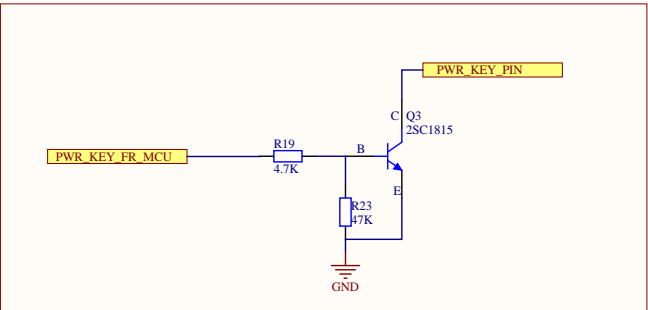 PWR_KEY_PIN
C Q3
2SC1815
R19
B
PWR_KEY_FR_MCU
4.7K
E
R23
47K
GND